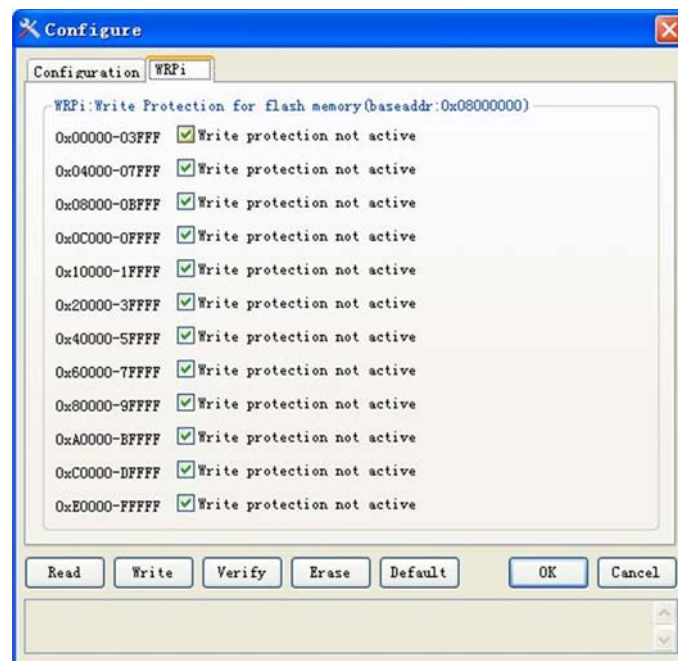 Configure
Configuration WRPi
WRPi:Write Protection for flash memory(baseaddr:0x08000000)
0x00000-03FFF Write protection not active
0x04000-07FFF Write protection not active
0x08000-0BFFF Write protection not active
0x0C000-0FFFF Write protection not active
0x10000-1FFFF Write protection not active
0x20000-3FFFF Write protection not active
0x40000-5FFFF Write protection not active
0x60000-7FFFF Write protection not active
0x80000-9FFFF Write protection not active
0xA0000-BFFFF Write protection not active
0xC0000-DFFFF Write protection not active
0xE0000-FFFFF Write protection not active
Read Write Verify Erase Default OK Cancel